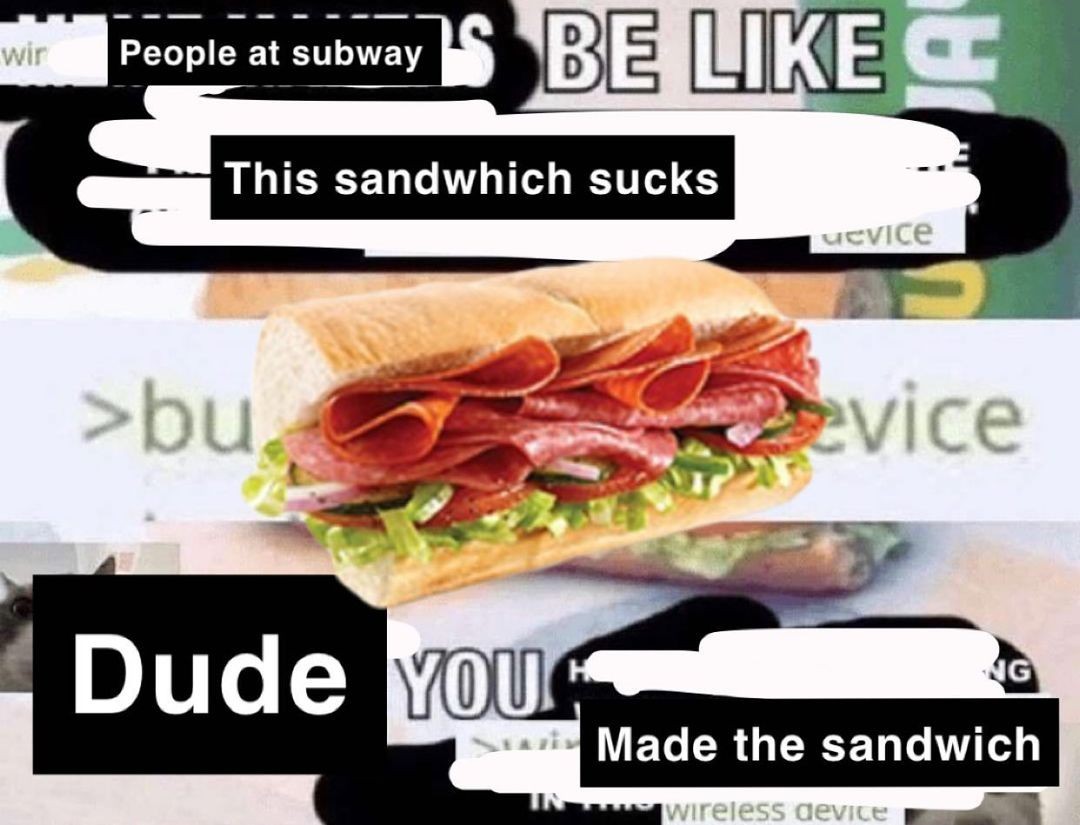 People at subway BE LIKE
This sandwhich sucks
device
>bu evice
Dude YOU
NG
Made the sandwich
IN
wireless device